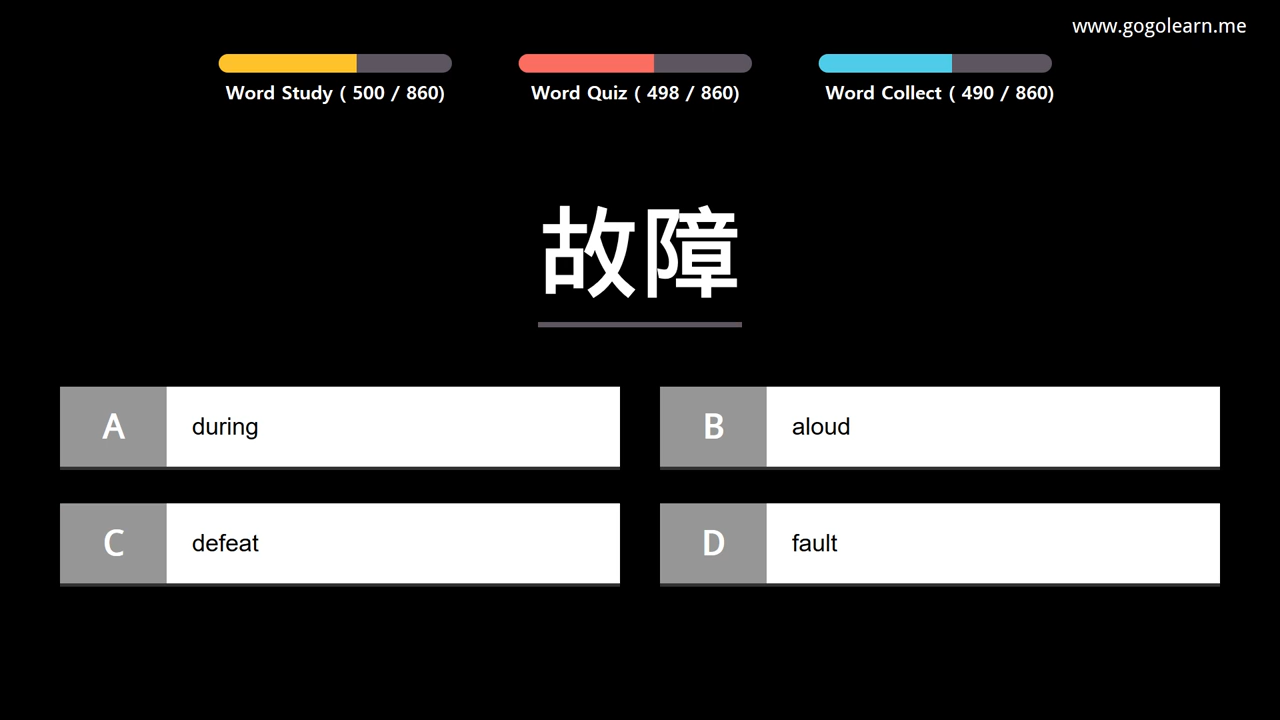 www.gogolearn.me
Word Study ( 500 / 860)
Word Quiz ( 498 / 860)
Word Collect ( 490 / 860)
故障
A during
B aloud
C defeat
D fault